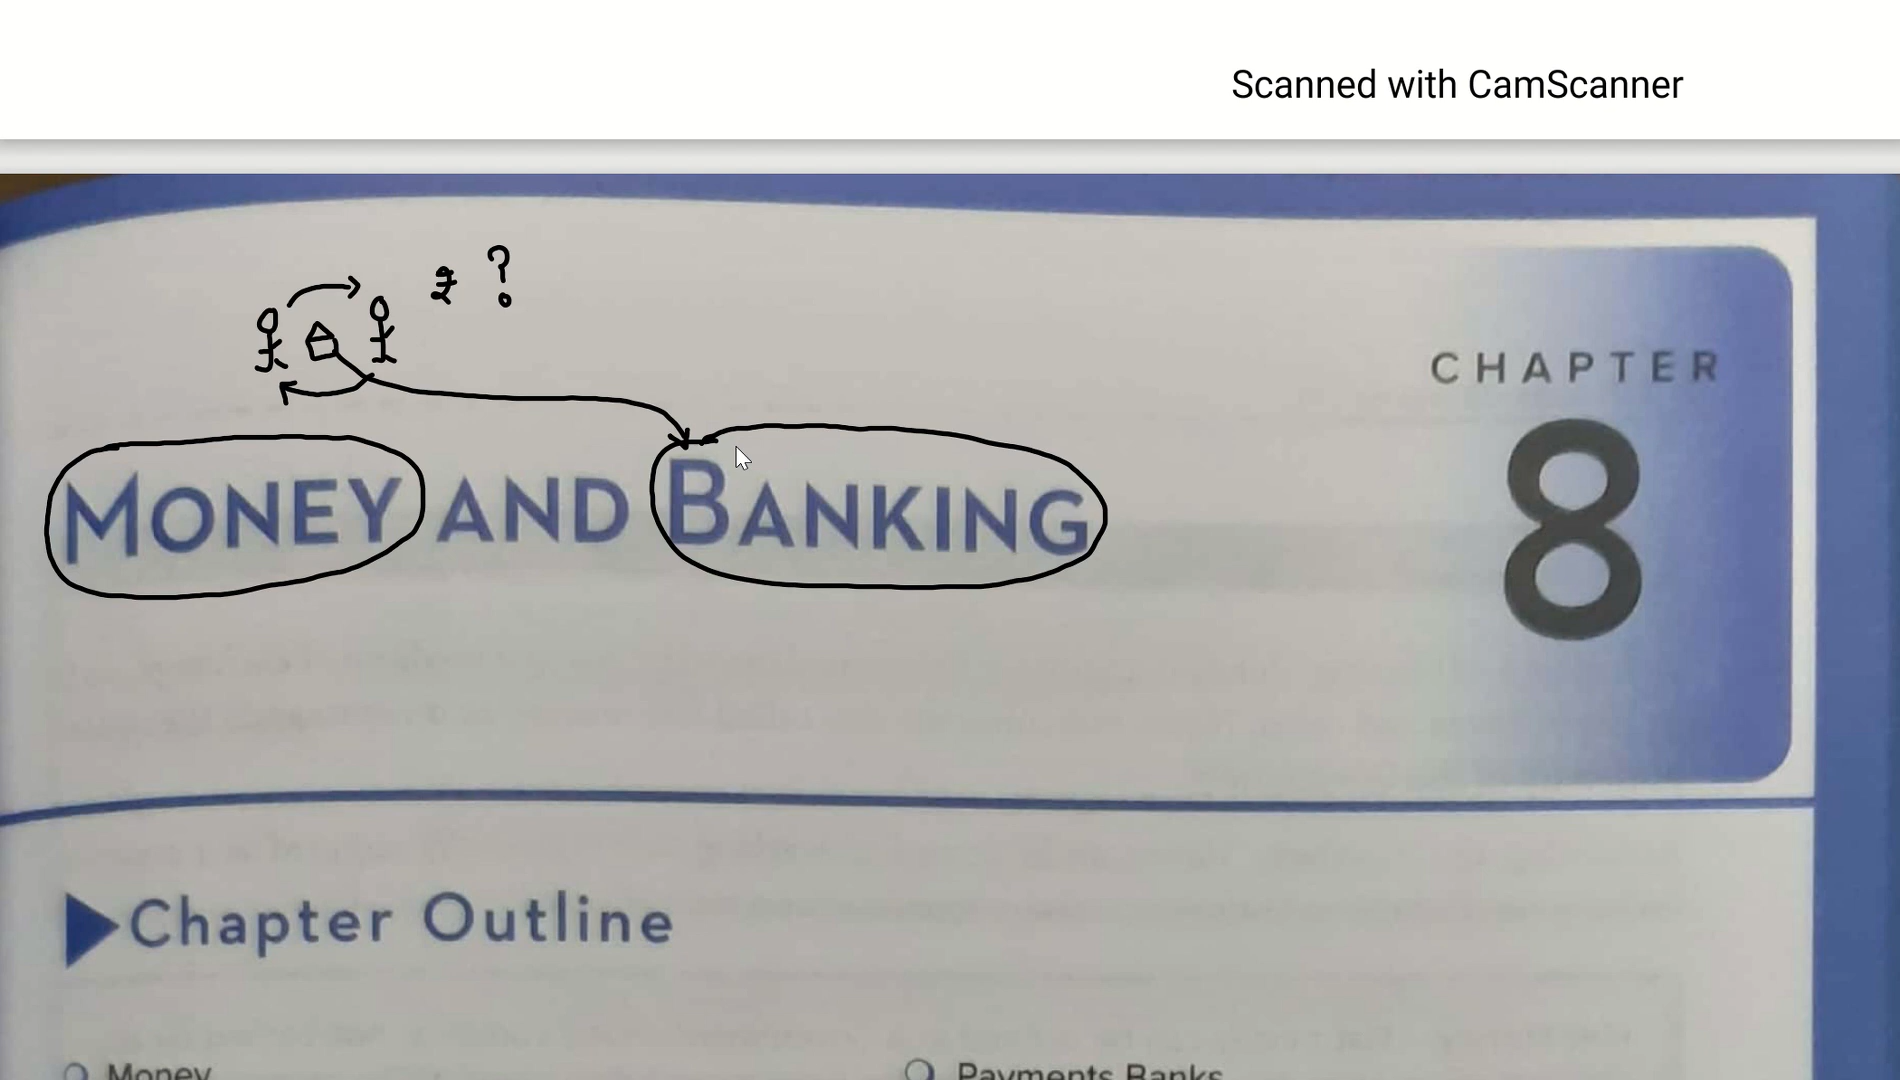 Scanned with CamScanner
₹ ?
CHAPTER
8
MONEY AND BANKING
Chapter Outline
Money
Payments Banks